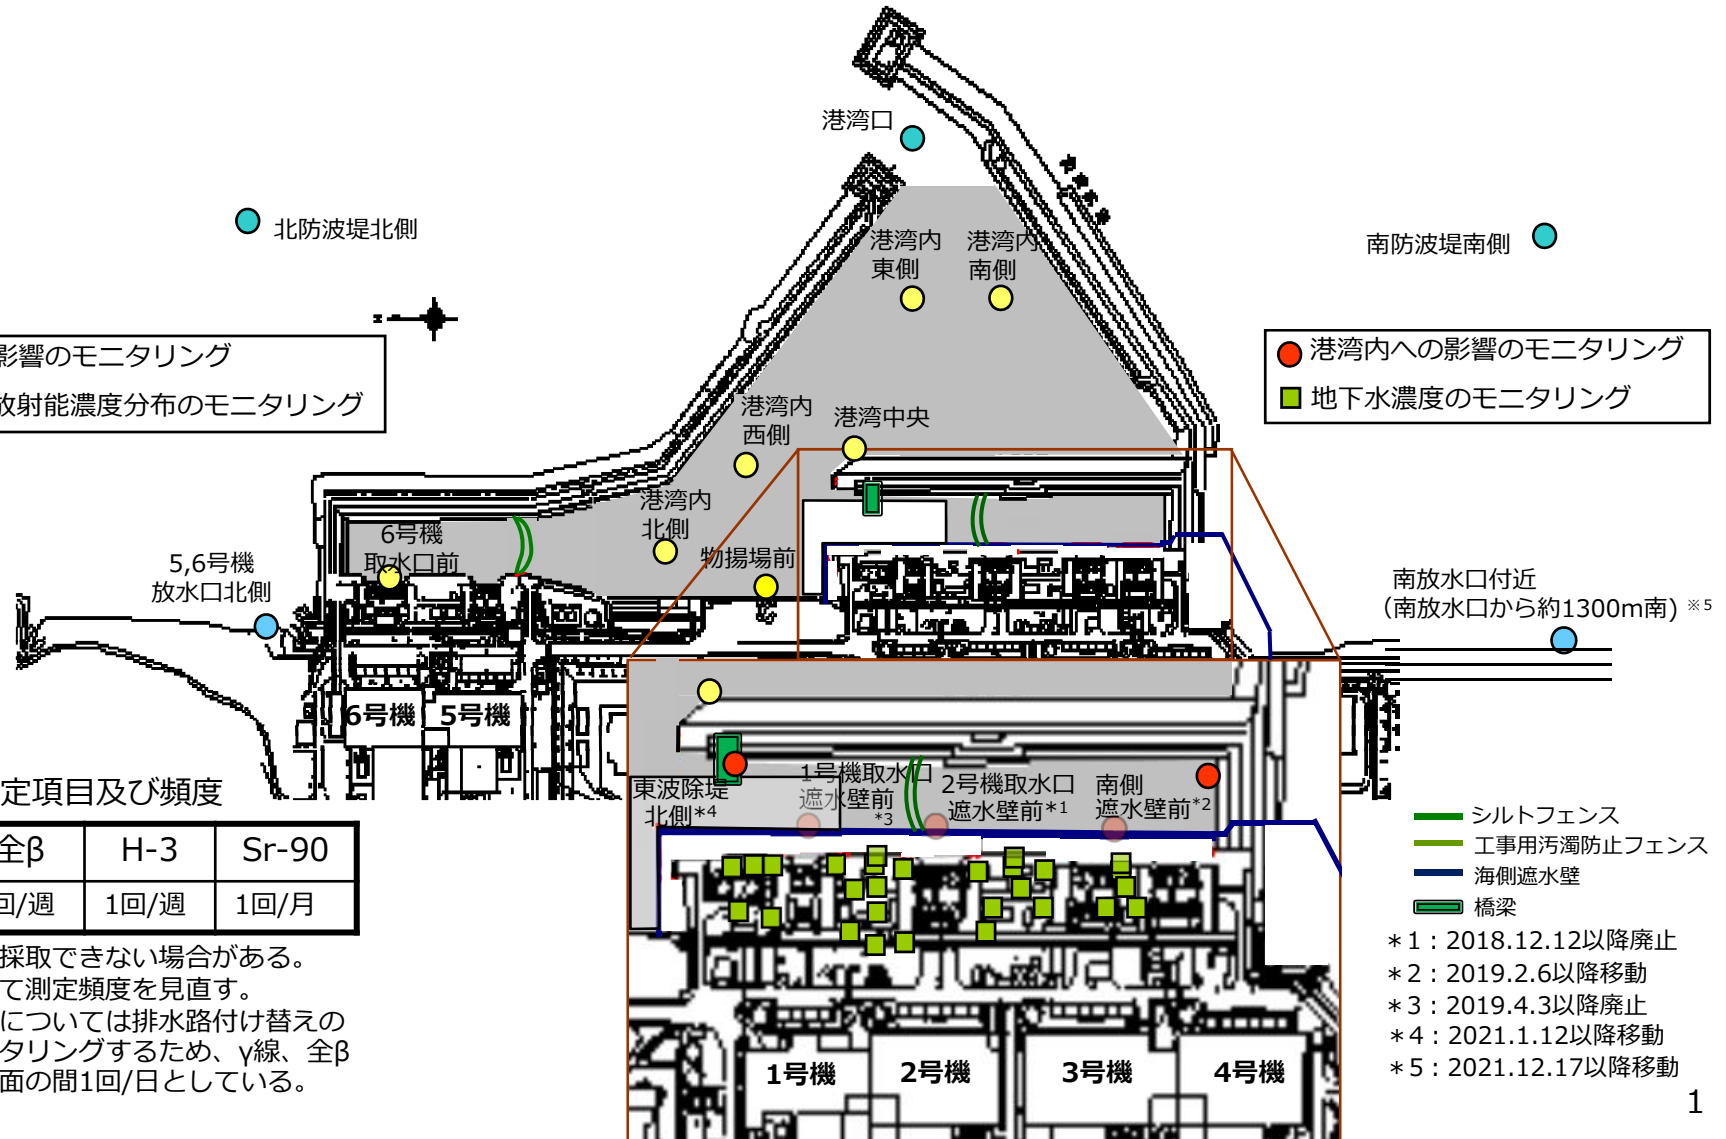 港湾口
北防波堤北側
南防波堤南側
港湾内
東側
港湾内
南側
影響のモニタリング
放射能濃度分布のモニタリング
港湾内への影響のモニタリング
地下水濃度のモニタリング
港湾内
西側
港湾中央
港湾内
北側
6号機
取水口前
物揚場前
5,6号機
放水口北側
南放水口付近
（南放水口から約1300m南）※5
6号機
5号機
東波除堤
北側*4
1号機取水口
遮水壁前
*3
2号機取水口
遮水壁前*1
南側
遮水壁前*2
シルトフェンス
工事用汚濁防止フェンス
海側遮水壁
橋梁
定項目及び頻度
全β H-3 Sr-90
回/週 1回/週 1回/月
採取できない場合がある。
て測定頻度を見直す。
については排水路付け替えの
タリングするため、γ線、全β
面の間1回/日としている。
1号機
2号機
3号機
4号機
＊1：2018.12.12以降廃止
＊2：2019.2.6以降移動
＊3：2019.4.3以降廃止
＊4：2021.1.12以降移動
＊5：2021.12.17以降移動
1